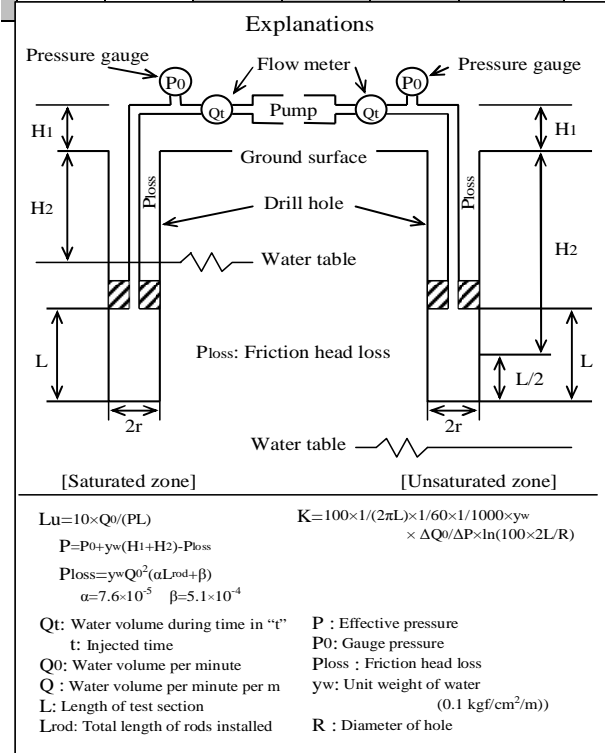 Explanations
Pressure gauge
Flow meter
Pressure gauge
P0
P0
Qt
Pump
Qt
H1
H1
Ground surface
H2
Ploss
Ploss
Drill hole
H2
Water table
L
Ploss: Friction head loss
L/2
L
2r
2r
Water table
[Saturated zone]
[Unsaturated zone]
Lu=10×Q0/(PL)
P=P0+yw(H1+H2)-Ploss
Ploss=ywQ0²(αLrod+β)
α=7.6×10⁻⁵ β=5.1×10⁻⁴
K=100×1/(2πL)×1/60×1/1000×yw
× ΔQ0/ΔP×ln(100×2L/R)
Qt: Water volume during time in “t”
t: Injected time
Q0: Water volume per minute
Q : Water volume per minute per m
L: Length of test section
Lrod: Total length of rods installed
P : Effective pressure
P0: Gauge pressure
Ploss : Friction head loss
yw: Unit weight of water
(0.1 kgf/cm²/m))
R : Diameter of hole